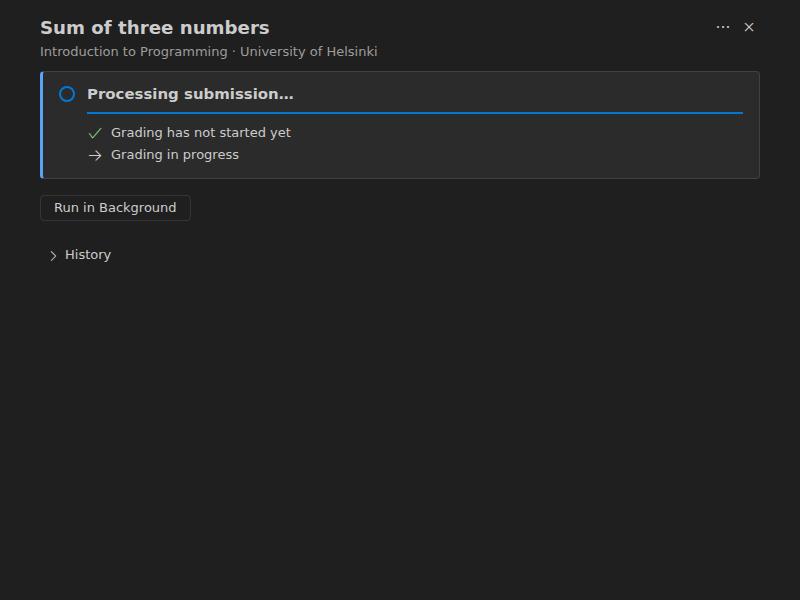 Sum of three numbers
Introduction to Programming · University of Helsinki
Processing submission…
Grading has not started yet
Grading in progress
Run in Background
History